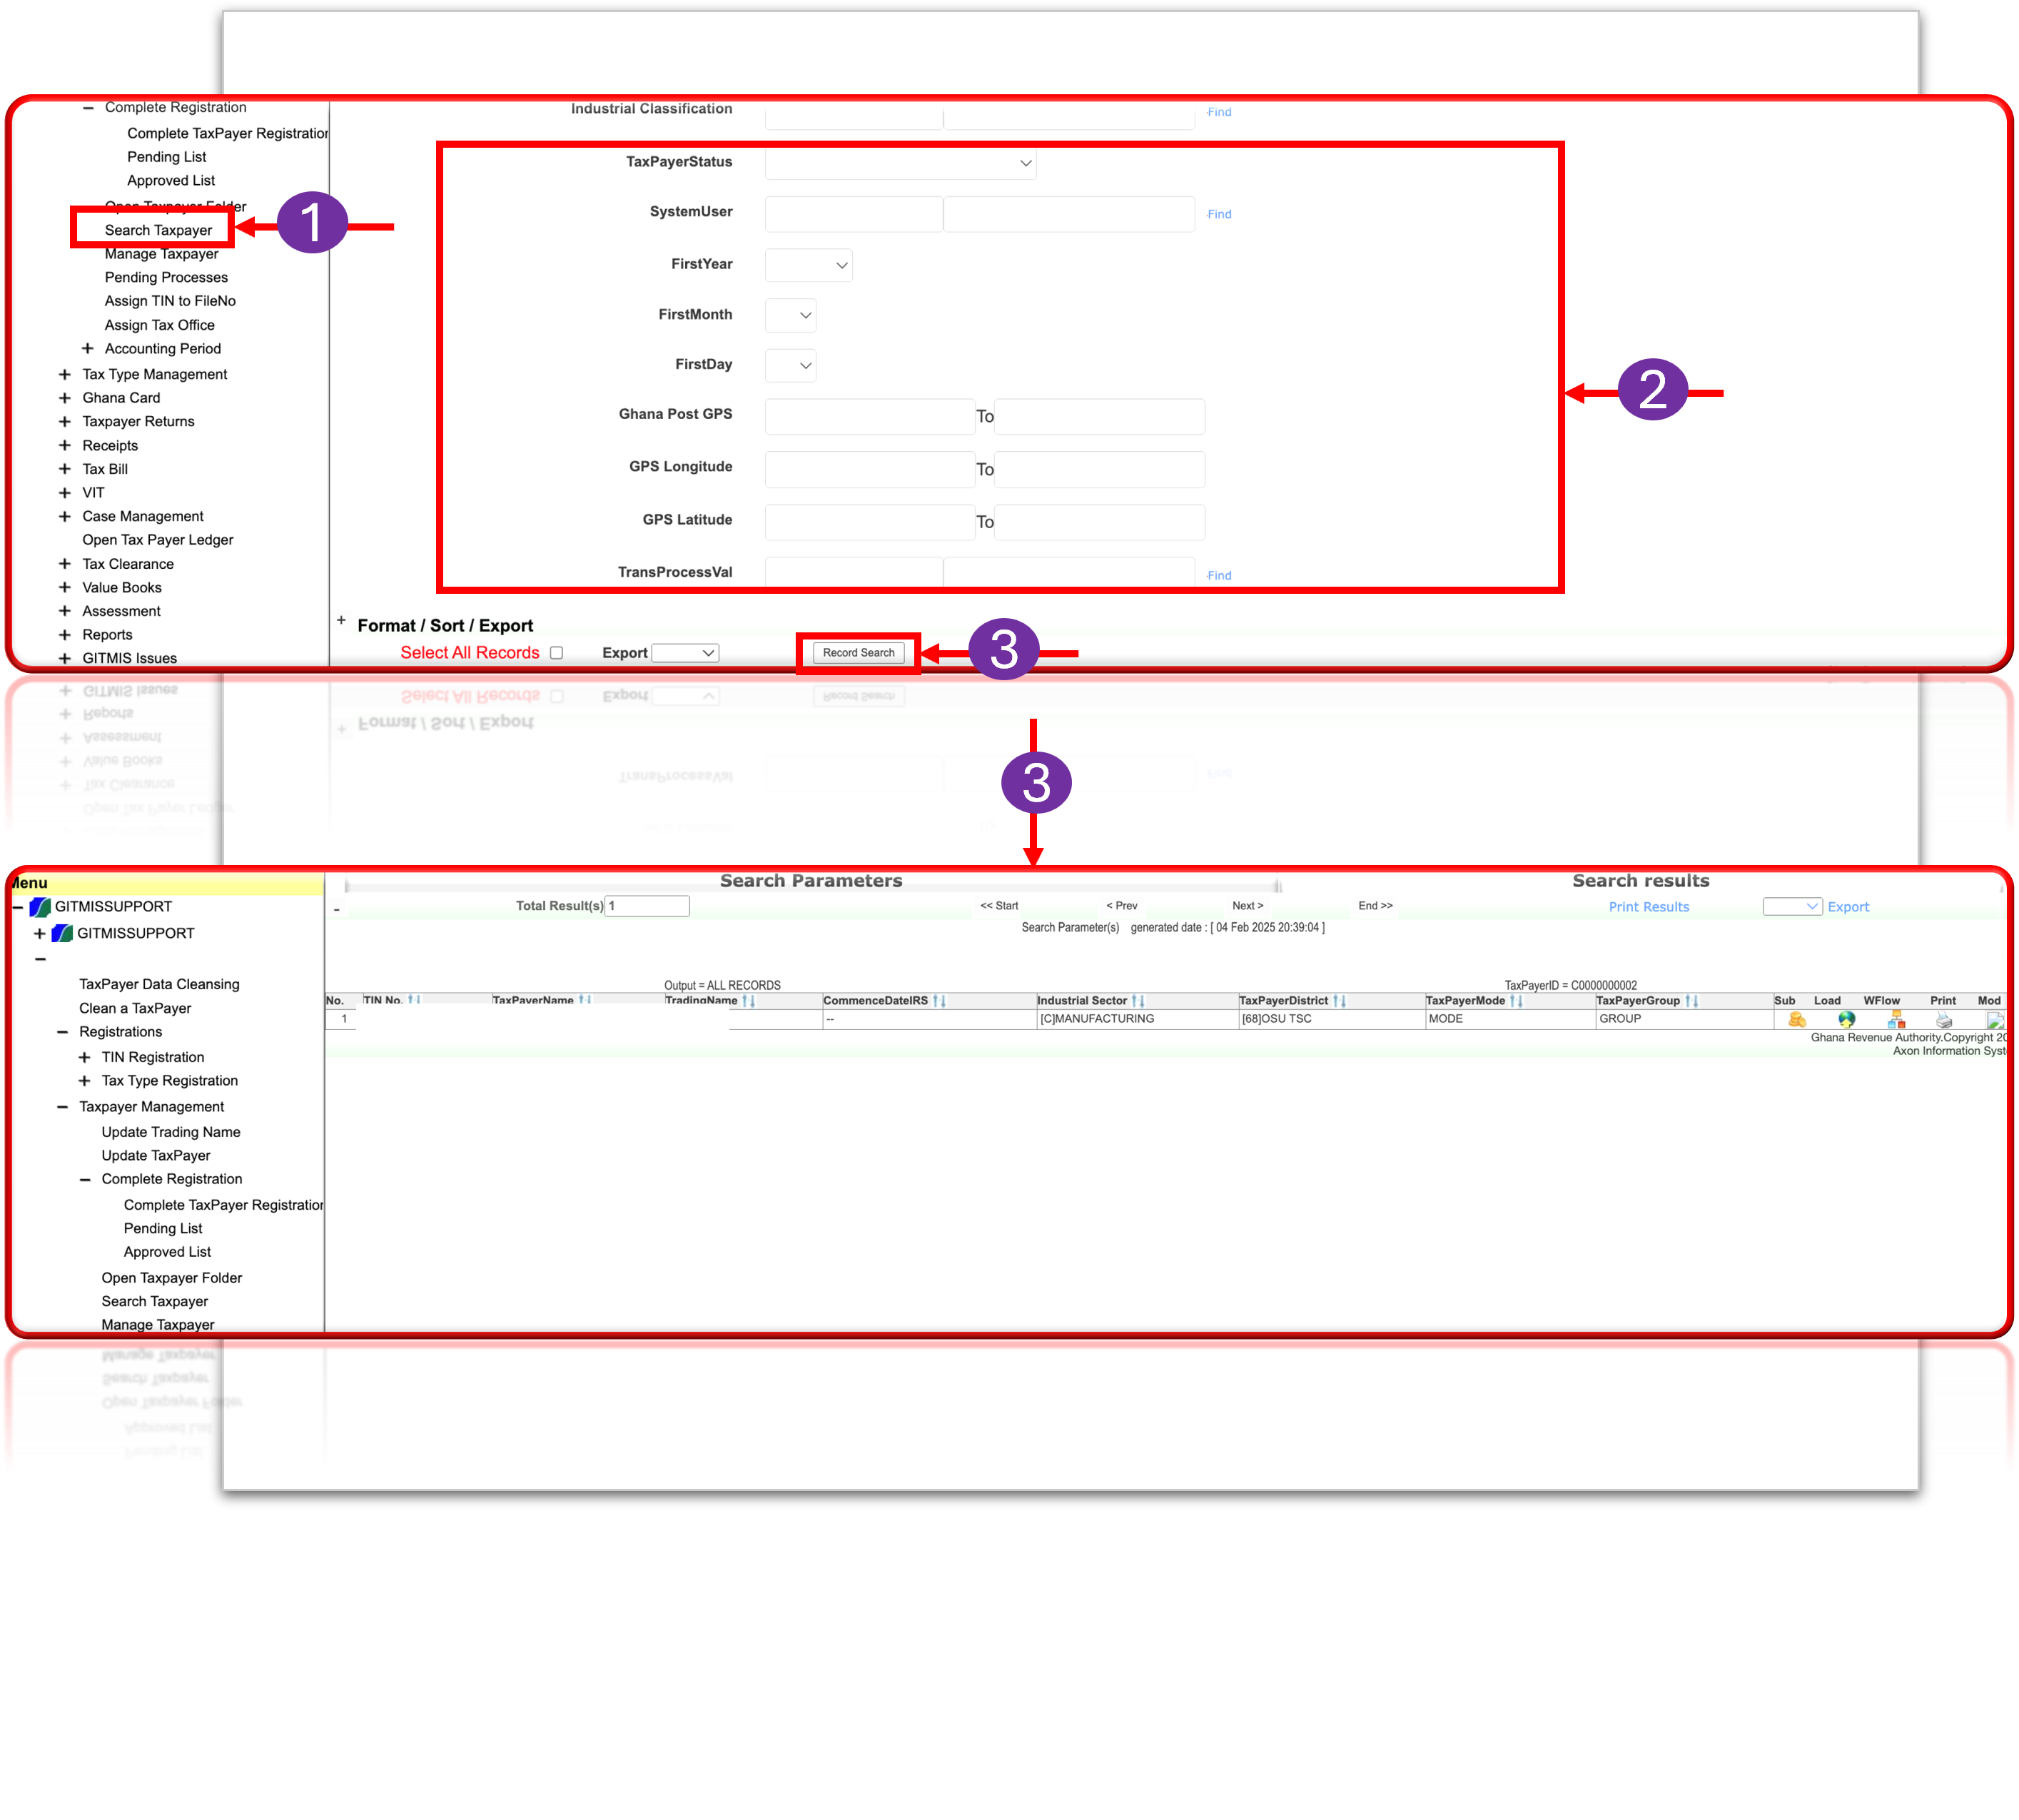 Complete Registration
Complete TaxPayer Registration
Pending List
Approved List
Open Taxpayer Folder
Search Taxpayer
Manage Taxpayer
Pending Processes
Assign TIN to FileNo
Assign Tax Office
Accounting Period
Tax Type Management
Ghana Card
Taxpayer Returns
Receipts
Tax Bill
VIT
Case Management
Open Tax Payer Ledger
Tax Clearance
Value Books
Assessment
Reports
GITMIS Issues
1
Industrial Classification Find
TaxPayerStatus
SystemUser Find
FirstYear
FirstMonth
FirstDay
Ghana Post GPS To
GPS Longitude To
GPS Latitude To
TransProcessVal Find
2
Format / Sort / Export
Select All Records Export Record Search
3
3
Menu
GITMISSUPPORT
GITMISSUPPORT
TaxPayer Data Cleansing
Clean a TaxPayer
Registrations
TIN Registration
Tax Type Registration
Taxpayer Management
Update Trading Name
Update TaxPayer
Complete Registration
Complete TaxPayer Registration
Pending List
Approved List
Open Taxpayer Folder
Search Taxpayer
Manage Taxpayer
Search Parameters Search results
Total Result(s) 1 << Start < Prev Next > End >> Print Results Export
Search Parameter(s) generated date : [ 04 Feb 2025 20:39:04 ]
Output = ALL RECORDS TaxPayerID = C0000000002
No. TIN No. TaxPayerName TradingName CommenceDateIRS Industrial Sector TaxPayerDistrict TaxPayerMode TaxPayerGroup Sub Load WFlow Print Mod
1 -- [C]MANUFACTURING [68]OSU TSC MODE GROUP
Ghana Revenue Authority.Copyright 20
Axon Information Syst